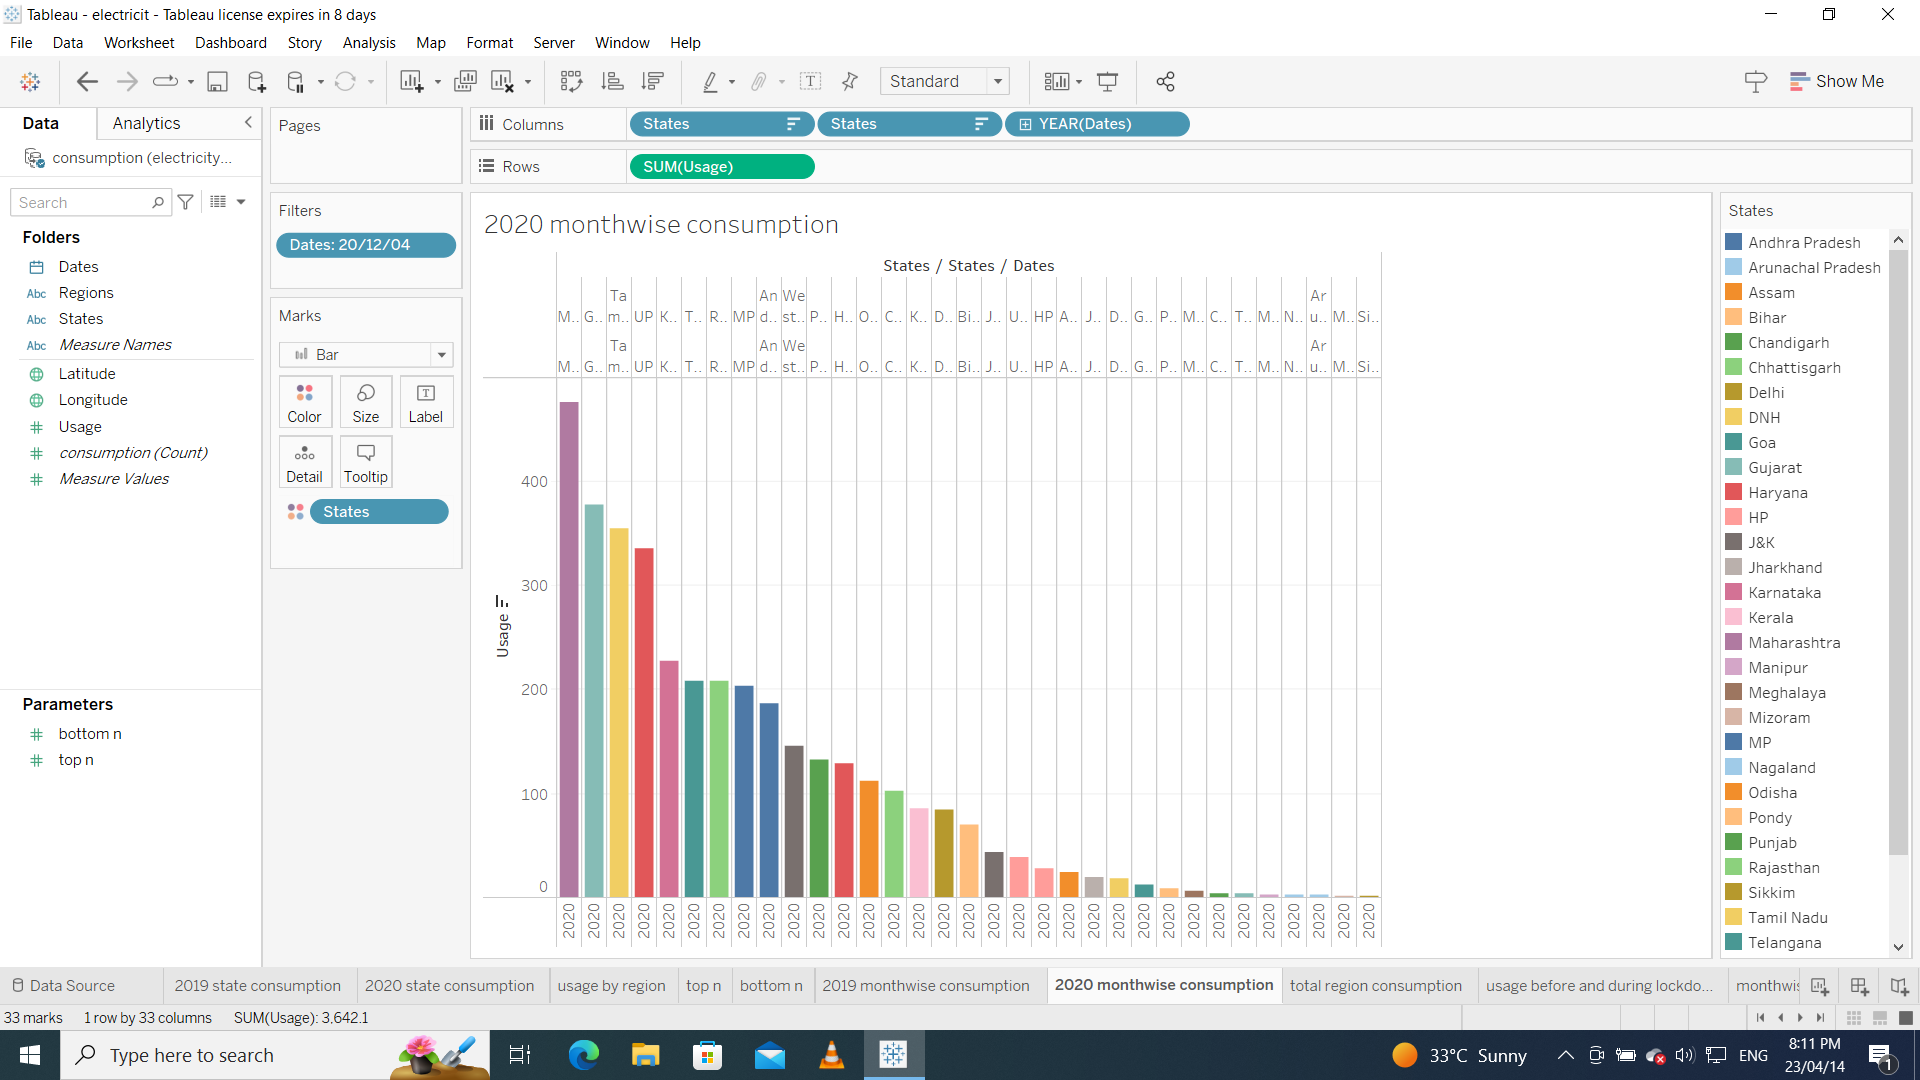 Tableau - electricit - Tableau license expires in 8 days
File Data Worksheet Dashboard Story Analysis Map Format Server Window Help
Standard
Show Me
Data Analytics
consumption (electricity...
Search
Folders
Dates
Abc Regions
Abc States
Abc Measure Names
Latitude
Longitude
# Usage
# consumption (Count)
# Measure Values
Parameters
# bottom n
# top n
Pages
Filters
Dates: 20/12/04
Marks
Bar
Color Size Label
Detail Tooltip
States
Columns States States YEAR(Dates)
Rows SUM(Usage)
2020 monthwise consumption
States / States / Dates
Ta An We Ar
M.. G.. m.. UP K.. T.. R.. MP d.. st.. P.. H.. O.. C.. K.. D.. Bi.. J.. U.. HP A.. J.. D.. G.. P.. M.. C.. T.. M.. N.. u.. M.. Si..
Ta An We Ar
M.. G.. m.. UP K.. T.. R.. MP d.. st.. P.. H.. O.. C.. K.. D.. Bi.. J.. U.. HP A.. J.. D.. G.. P.. M.. C.. T.. M.. N.. u.. M.. Si..
Usage
400
300
200
100
0
2020 2020 2020 2020 2020 2020 2020 2020 2020 2020 2020 2020 2020 2020 2020 2020 2020 2020 2020 2020 2020 2020 2020 2020 2020 2020 2020 2020 2020 2020 2020 2020 2020
States
Andhra Pradesh
Arunachal Pradesh
Assam
Bihar
Chandigarh
Chhattisgarh
Delhi
DNH
Goa
Gujarat
Haryana
HP
J&K
Jharkhand
Karnataka
Kerala
Maharashtra
Manipur
Meghalaya
Mizoram
MP
Nagaland
Odisha
Pondy
Punjab
Rajasthan
Sikkim
Tamil Nadu
Telangana
Data Source 2019 state consumption 2020 state consumption usage by region top n bottom n 2019 monthwise consumption 2020 monthwise consumption total region consumption usage before and during lockdo... monthwis
33 marks 1 row by 33 columns SUM(Usage): 3,642.1
Type here to search
33°C Sunny
ENG
8:11 PM
23/04/14
1